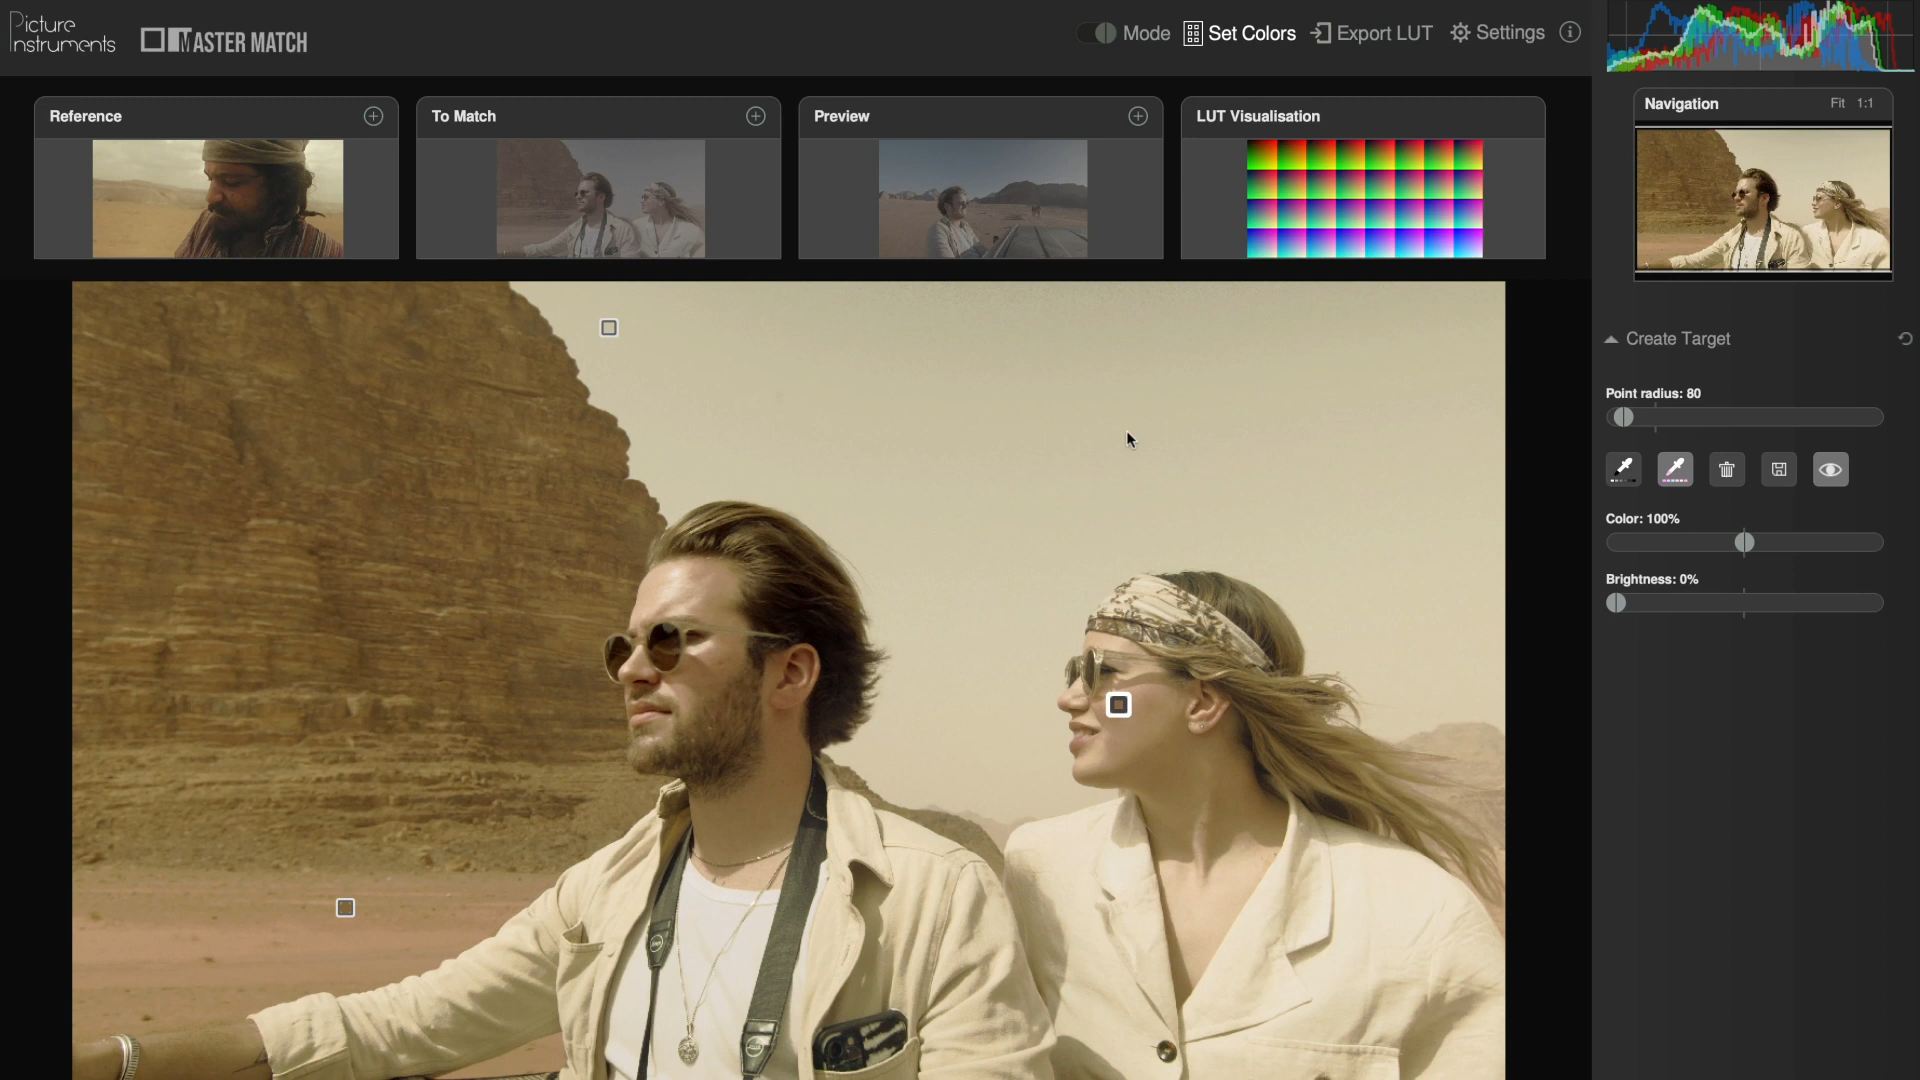 Picture
Instruments
MASTER MATCH
Mode
Set Colors
Export LUT
Settings
Reference
To Match
Preview
LUT Visualisation
Navigation
Fit
1:1
Create Target
Point radius: 80
Color: 100%
Brightness: 0%